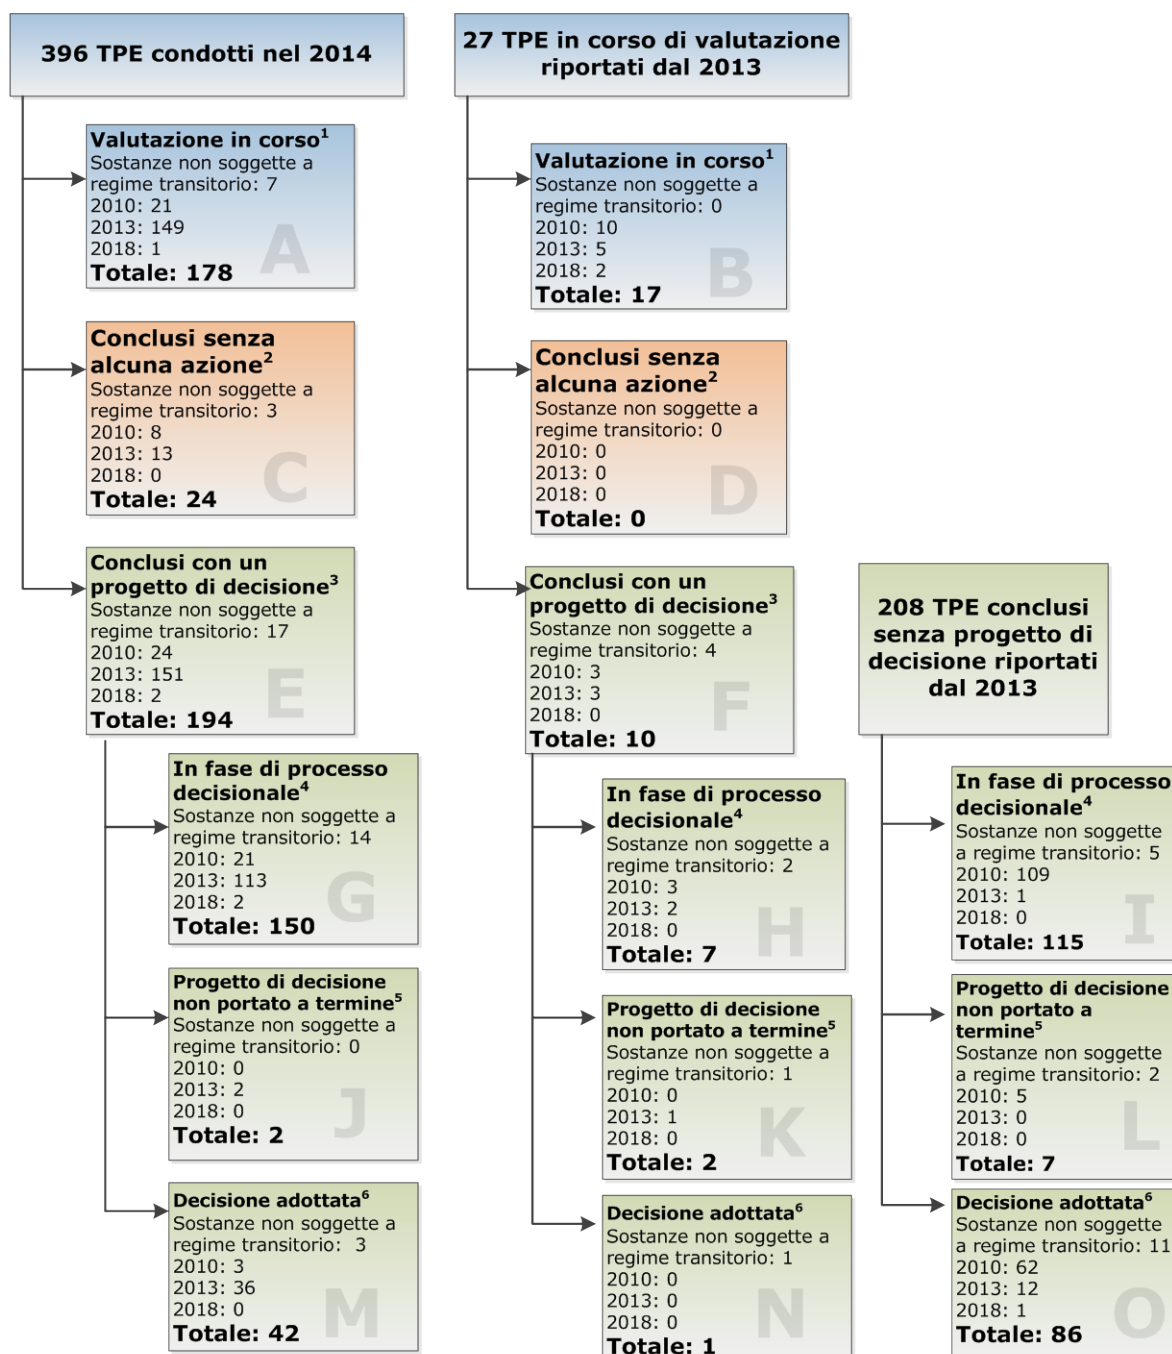 396 TPE condotti nel 2014
Valutazione in corso¹
Sostanze non soggette a
regime transitorio: 7
2010: 21
2013: 149
2018: 1
Totale: 178
A
Conclusi senza
alcuna azione²
Sostanze non soggette a
regime transitorio: 3
2010: 8
2013: 13
2018: 0
Totale: 24
C
Conclusi con un
progetto di decisione³
Sostanze non soggette a
regime transitorio: 17
2010: 24
2013: 151
2018: 2
Totale: 194
E
In fase di processo
decisionale⁴
Sostanze non soggette a
regime transitorio: 14
2010: 21
2013: 113
2018: 2
Totale: 150
G
Progetto di decisione
non portato a termine⁵
Sostanze non soggette a
regime transitorio: 0
2010: 0
2013: 2
2018: 0
Totale: 2
J
Decisione adottata⁶
Sostanze non soggette a
regime transitorio: 3
2010: 3
2013: 36
2018: 0
Totale: 42
M
27 TPE in corso di valutazione
riportati dal 2013
Valutazione in corso¹
Sostanze non soggette a
regime transitorio: 0
2010: 10
2013: 5
2018: 2
Totale: 17
B
Conclusi senza
alcuna azione²
Sostanze non soggette a
regime transitorio: 0
2010: 0
2013: 0
2018: 0
Totale: 0
D
Conclusi con un
progetto di decisione³
Sostanze non soggette a
regime transitorio: 4
2010: 3
2013: 3
2018: 0
Totale: 10
F
In fase di processo
decisionale⁴
Sostanze non soggette a
regime transitorio: 2
2010: 3
2013: 2
2018: 0
Totale: 7
H
Progetto di decisione
non portato a termine⁵
Sostanze non soggette a
regime transitorio: 1
2010: 0
2013: 1
2018: 0
Totale: 2
K
Decisione adottata⁶
Sostanze non soggette a
regime transitorio: 1
2010: 0
2013: 0
2018: 0
Totale: 1
N
208 TPE conclusi
senza progetto di
decisione riportati
dal 2013
In fase di processo
decisionale⁴
Sostanze non soggette
a regime transitorio: 5
2010: 109
2013: 1
2018: 0
Totale: 115
I
Progetto di decisione
non portato a
termine⁵
Sostanze non soggette
a regime transitorio: 2
2010: 5
2013: 0
2018: 0
Totale: 7
L
Decisione adottata⁶
Sostanze non soggette
a regime transitorio: 11
2010: 62
2013: 12
2018: 1
Totale: 86
O